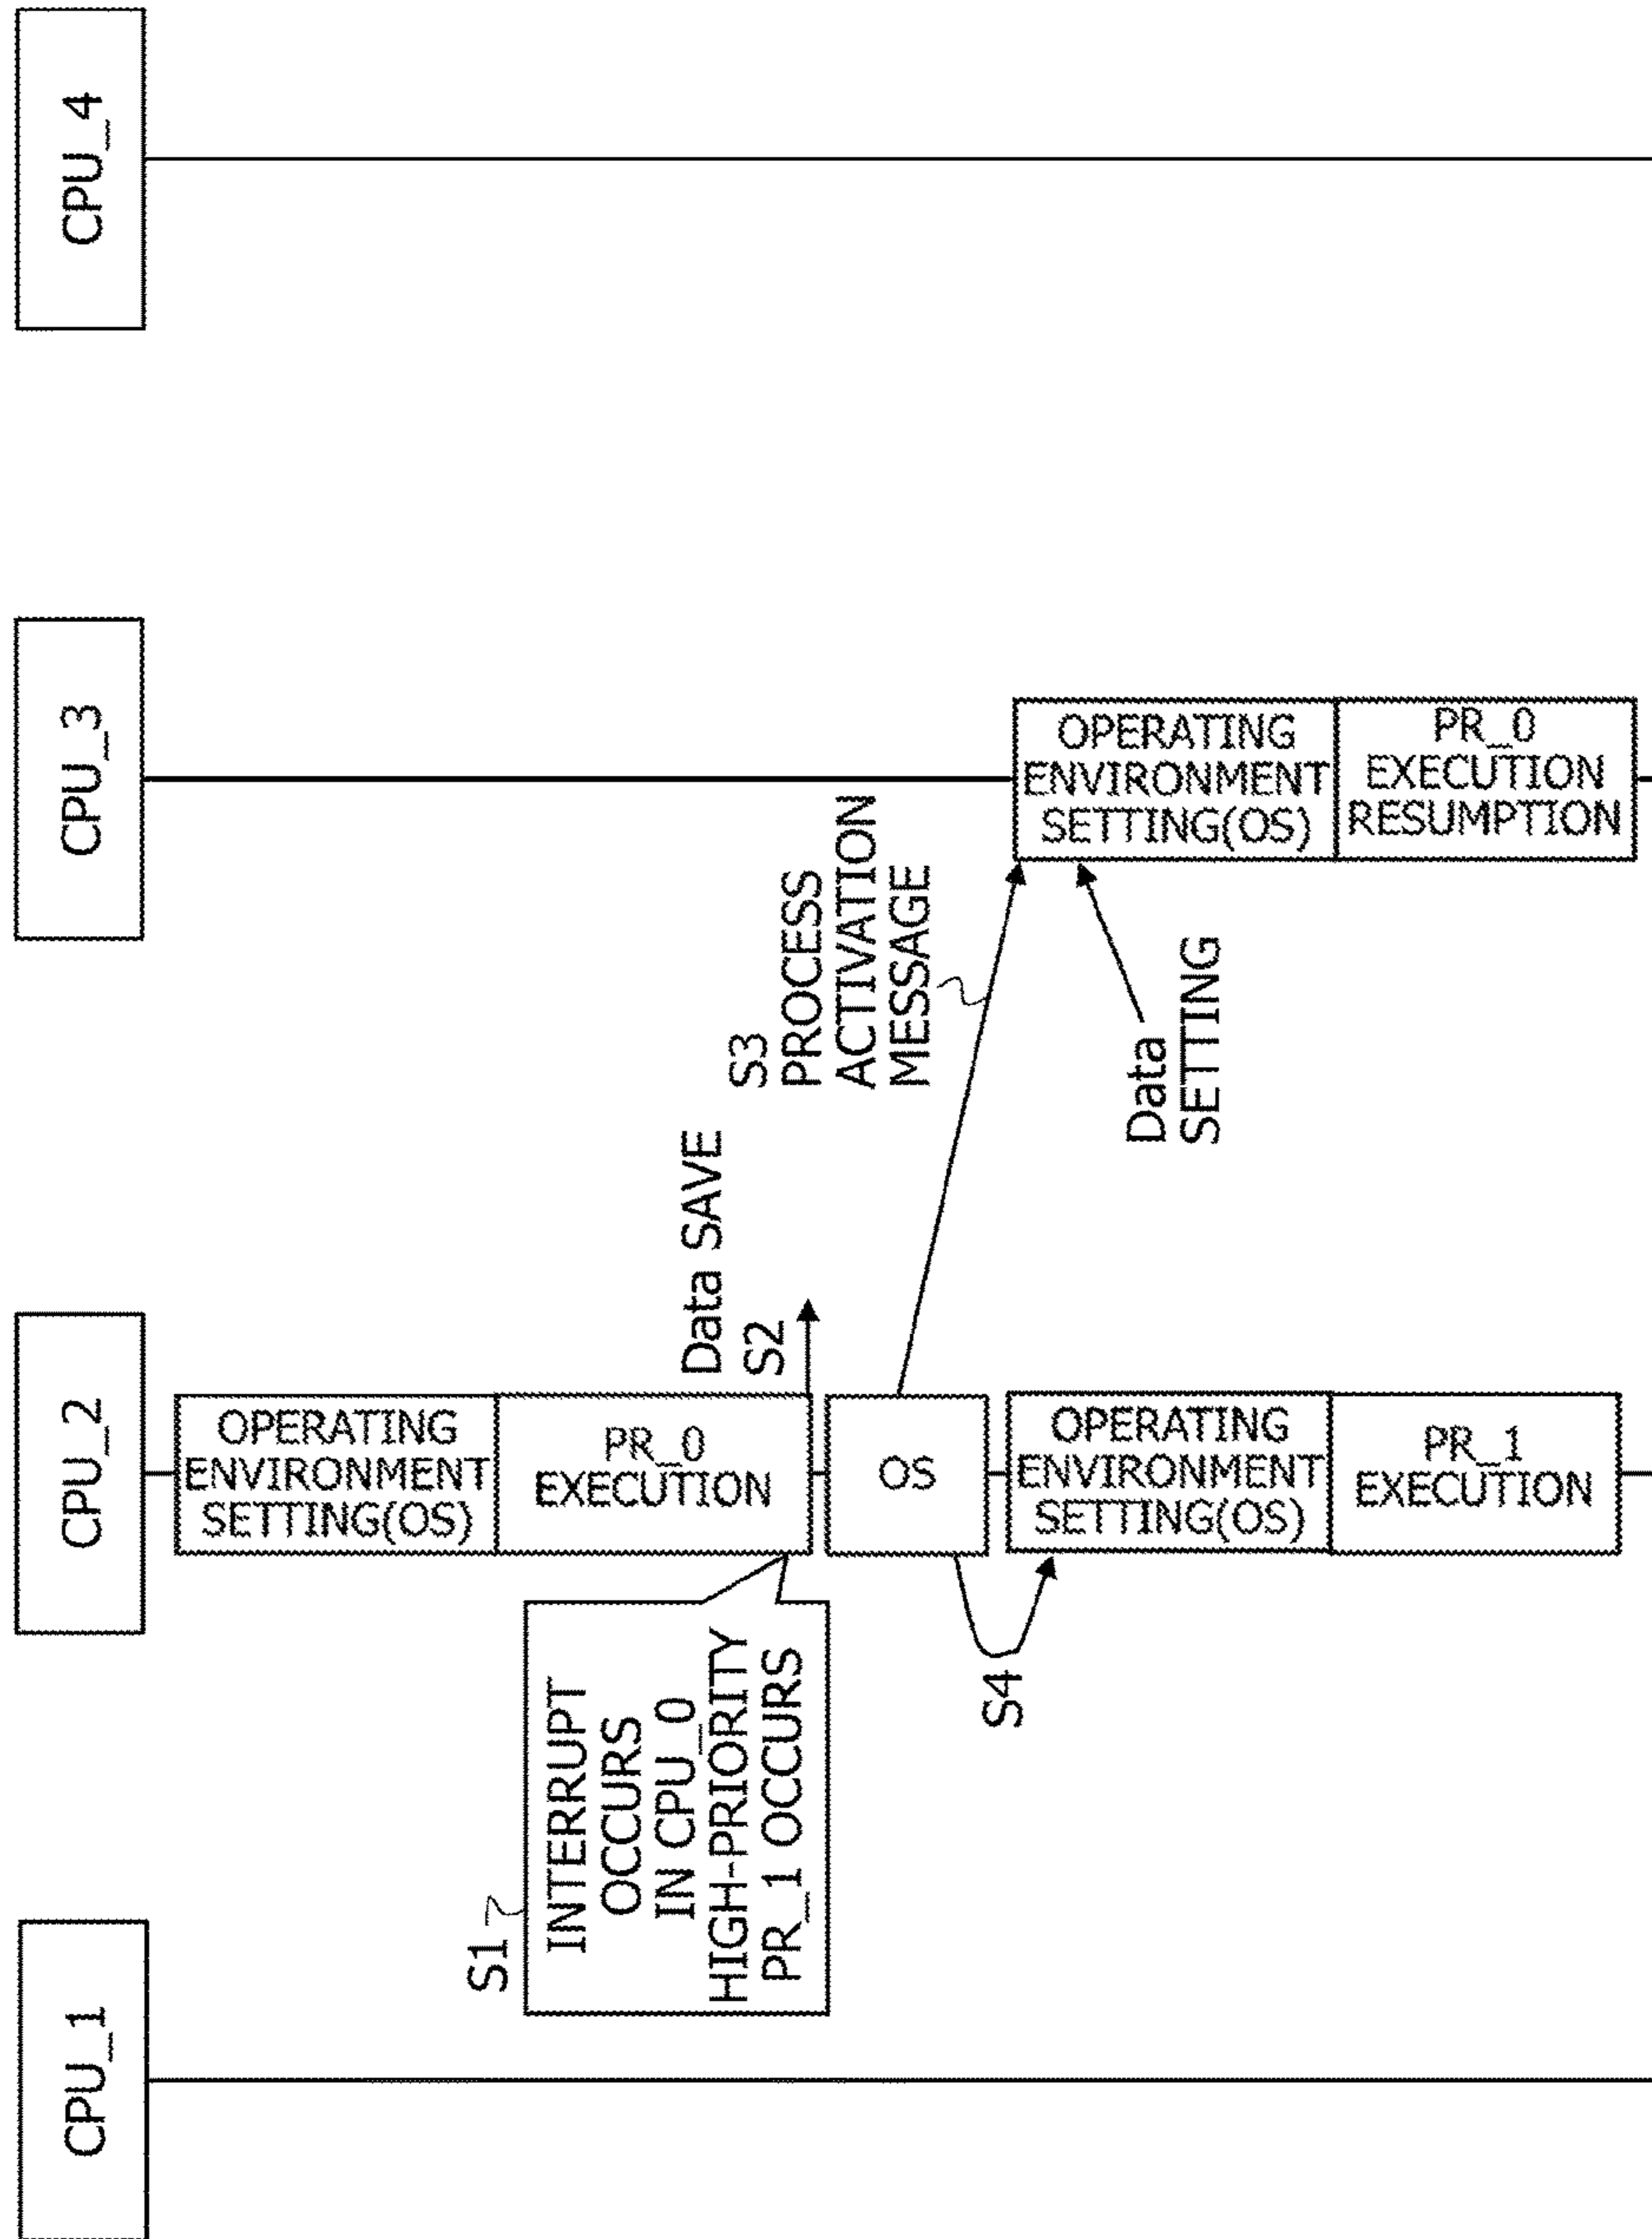 CPU_1
CPU_2
CPU_3
CPU_4
OPERATING
ENVIRONMENT
SETTING(OS)
PR_0
EXECUTION
S1
INTERRUPT
OCCURS
IN CPU_0
HIGH-PRIORITY
PR_1 OCCURS
Data SAVE
S2
OS
S3
PROCESS
ACTIVATION
MESSAGE
S4
OPERATING
ENVIRONMENT
SETTING(OS)
PR_1
EXECUTION
Data
SETTING
OPERATING
ENVIRONMENT
SETTING(OS)
PR_0
EXECUTION
RESUMPTION